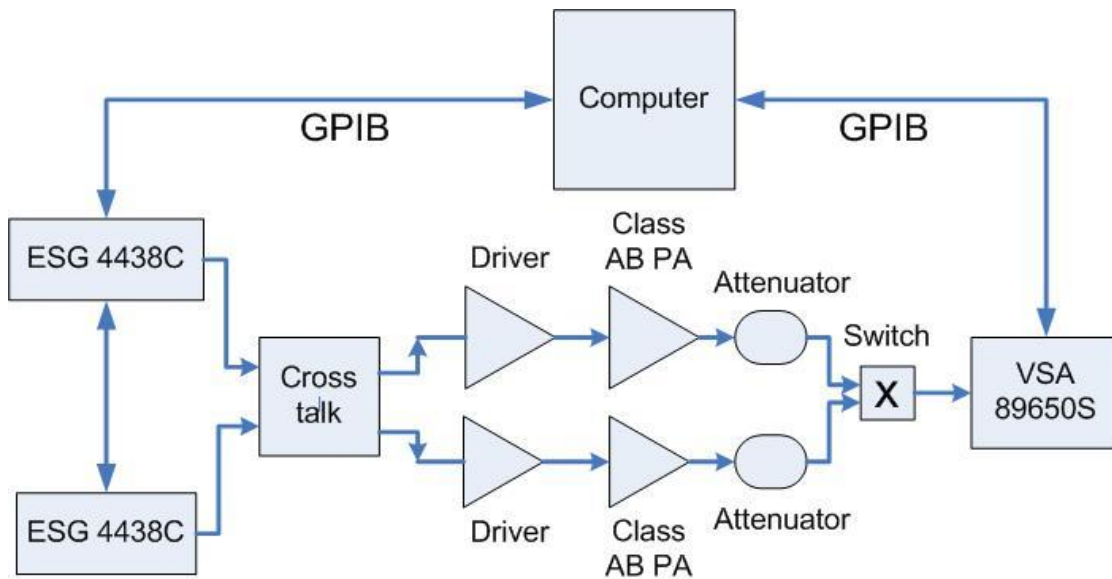 Computer
GPIB
GPIB
ESG 4438C
Driver
Class
AB PA
Attenuator
Switch
Cross
talk
X
VSA
89650S
ESG 4438C
Driver
Class
AB PA
Attenuator